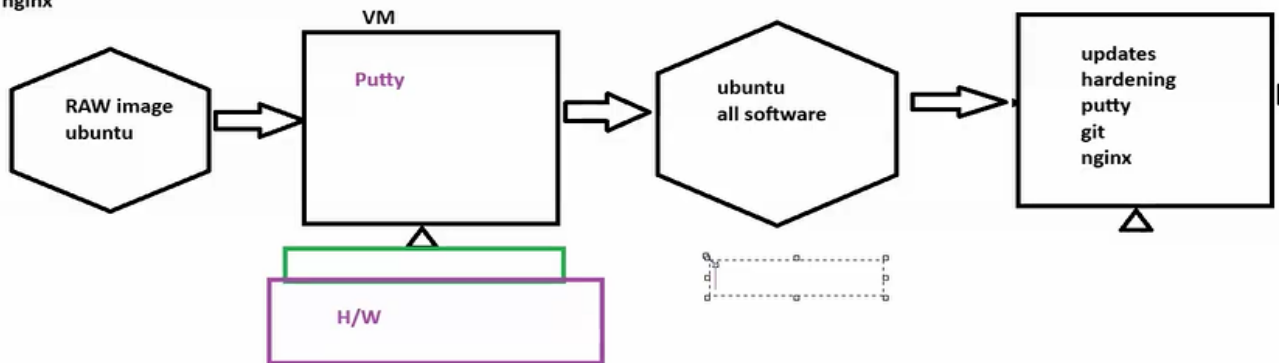 nginx
VM
RAW image
ubuntu
Putty
ubuntu
all software
updates
hardening
putty
git
nginx
H/W